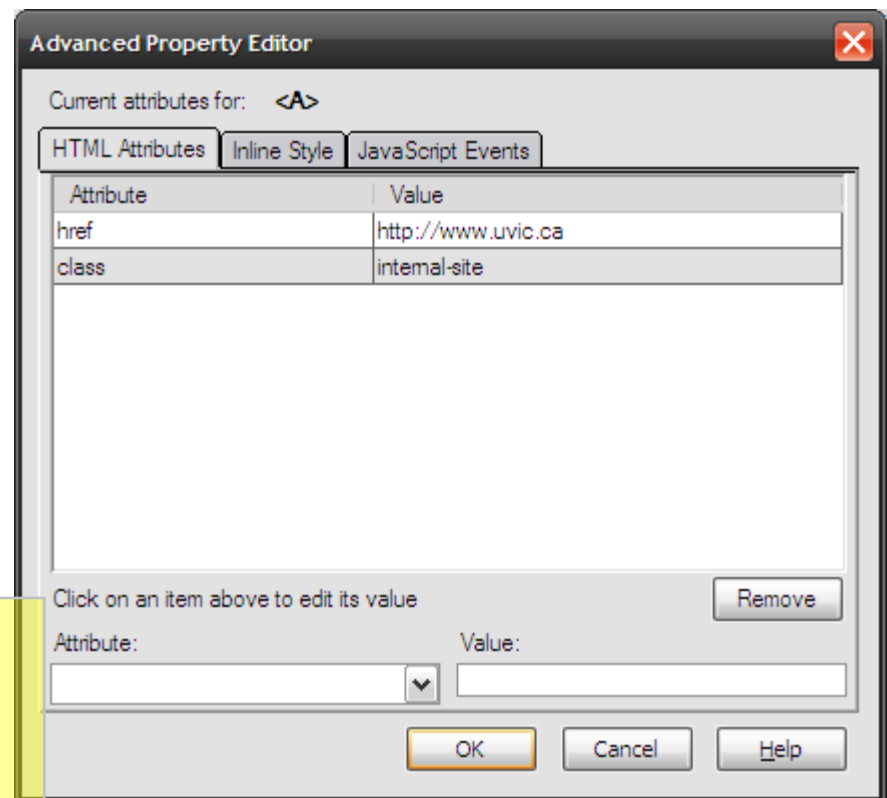 Advanced Property Editor
Current attributes for: <A>
HTML Attributes Inline Style JavaScript Events
Attribute Value
href http://www.uvic.ca
class internal-site
Click on an item above to edit its value Remove
Attribute: Value:
OK Cancel Help